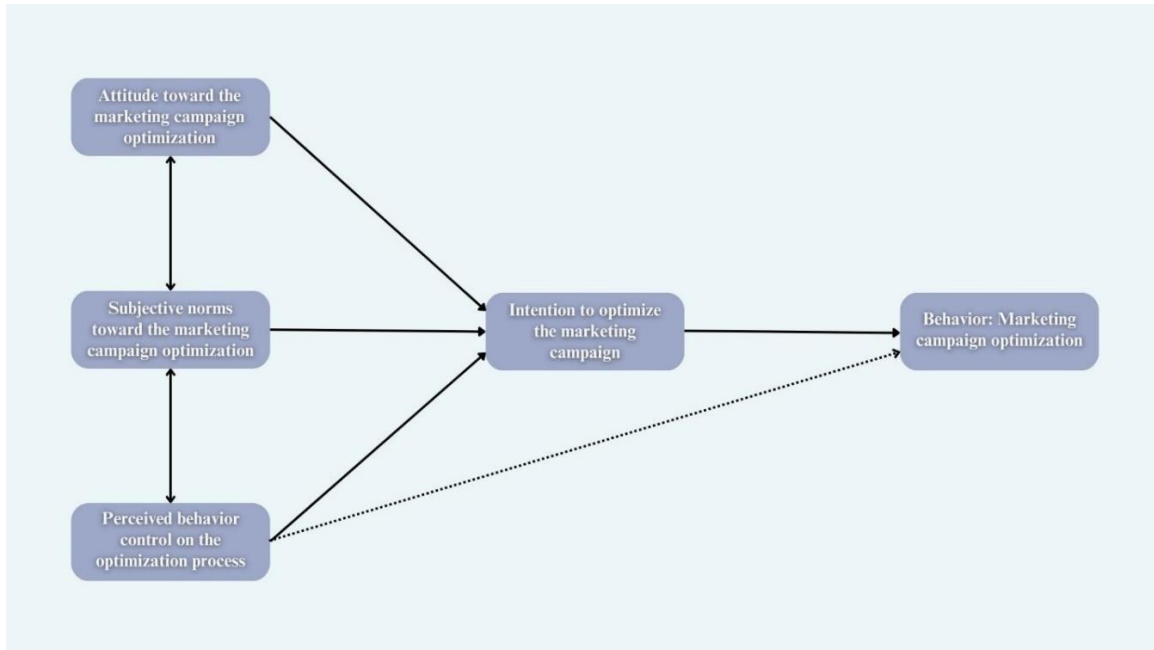 Attitude toward the
marketing campaign
optimization
Subjective norms
toward the marketing
campaign optimization
Perceived behavior
control on the
optimization process
Intention to optimize
the marketing
campaign
Behavior: Marketing
campaign optimization